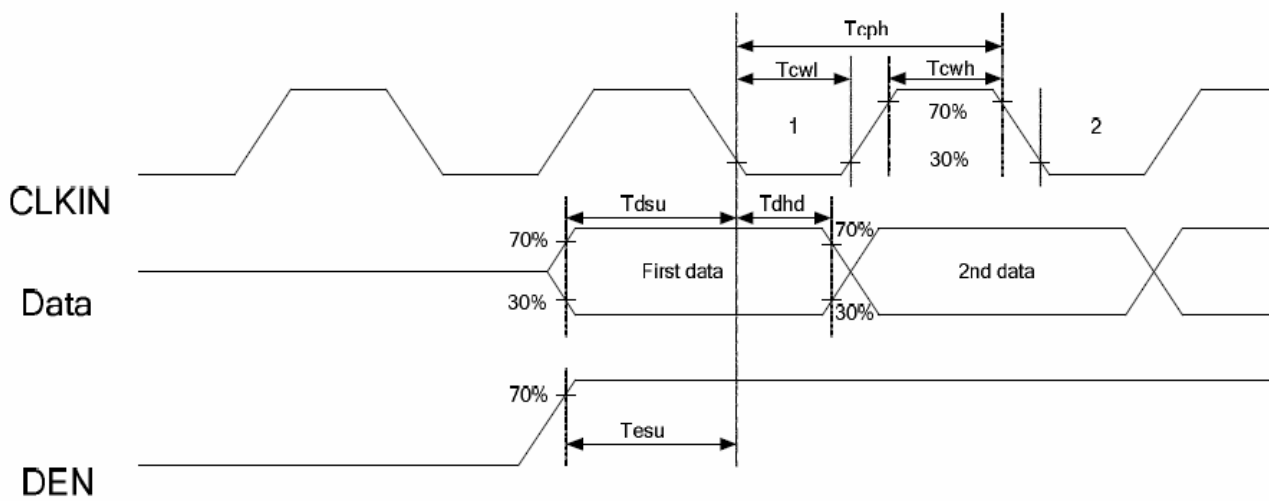 Tcph
Tcwl
Tcwh
1
70%
2
30%
CLKIN
Tdsu
Tdhd
70%
70%
First data
2nd data
Data
30%
30%
70%
Tesu
DEN